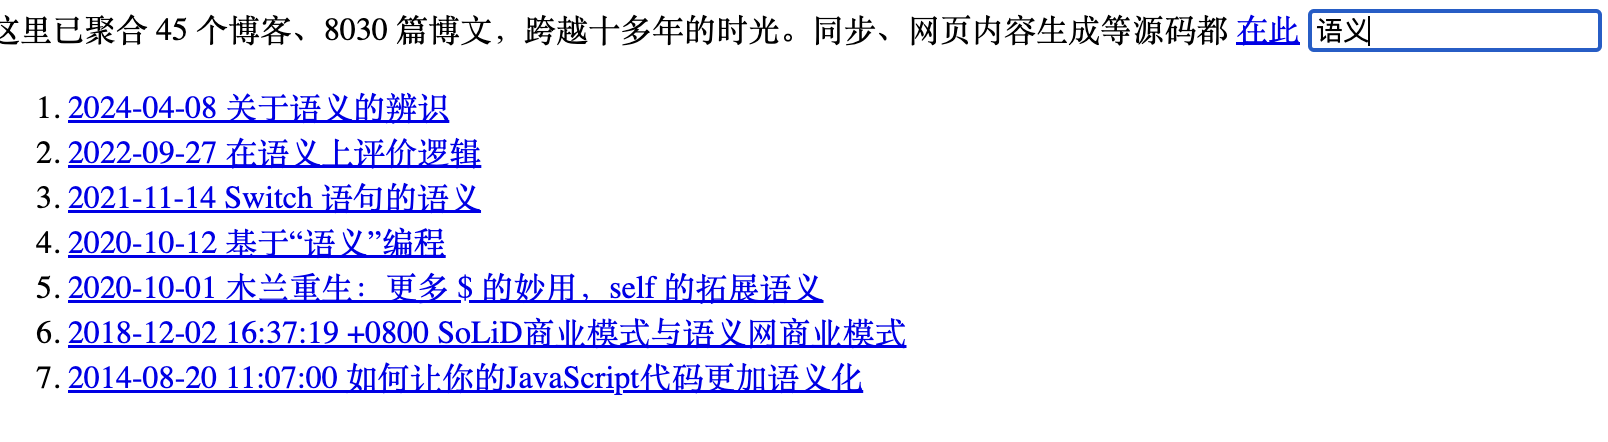 这里已聚合 45 个博客、8030 篇博文，跨越十多年的时光。同步、网页内容生成等源码都 在此 语义
1. 2024-04-08 关于语义的辨识
2. 2022-09-27 在语义上评价逻辑
3. 2021-11-14 Switch 语句的语义
4. 2020-10-12 基于“语义”编程
5. 2020-10-01 木兰重生：更多 $ 的妙用，self 的拓展语义
6. 2018-12-02 16:37:19 +0800 SoLiD商业模式与语义网商业模式
7. 2014-08-20 11:07:00 如何让你的JavaScript代码更加语义化